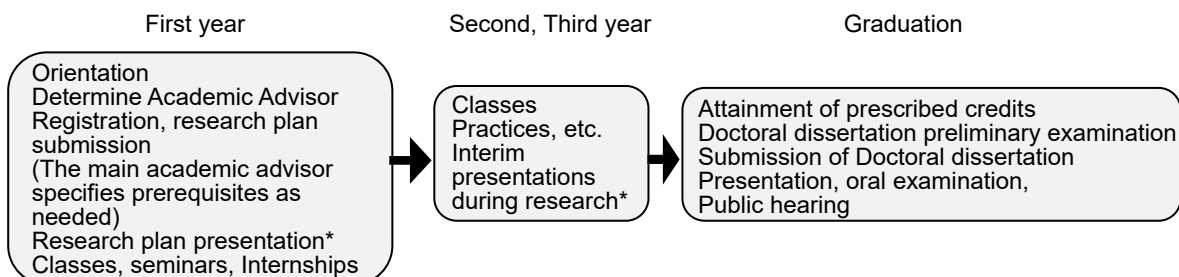 First year
Second, Third year
Graduation
Orientation
Determine Academic Advisor
Registration, research plan
submission
(The main academic advisor
specifies prerequisites as
needed)
Research plan presentation*
Classes, seminars, Internships
Classes
Practices, etc.
Interim
presentations
during research*
Attainment of prescribed credits
Doctoral dissertation preliminary examination
Submission of Doctoral dissertation
Presentation, oral examination,
Public hearing